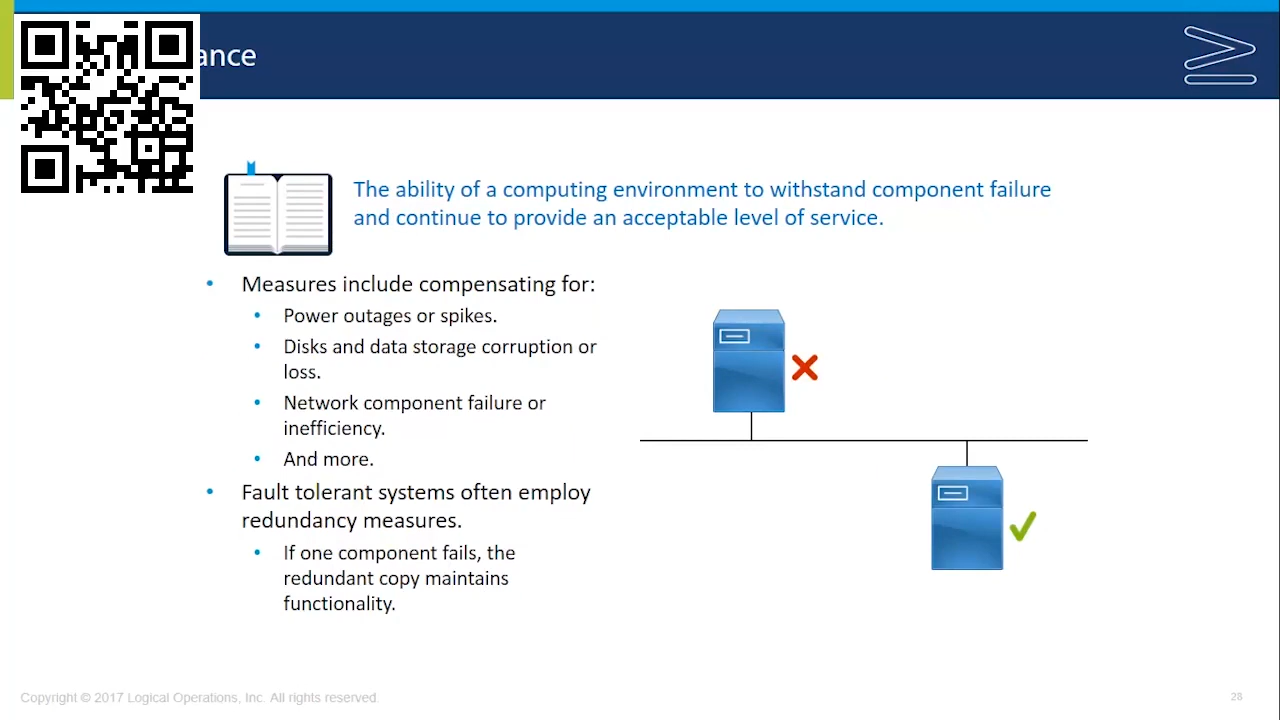 ance
The ability of a computing environment to withstand component failure
and continue to provide an acceptable level of service.
• Measures include compensating for:
• Power outages or spikes.
• Disks and data storage corruption or
loss.
• Network component failure or
inefficiency.
• And more.
• Fault tolerant systems often employ
redundancy measures.
• If one component fails, the
redundant copy maintains
functionality.
Copyright © 2017 Logical Operations, Inc. All rights reserved.
28